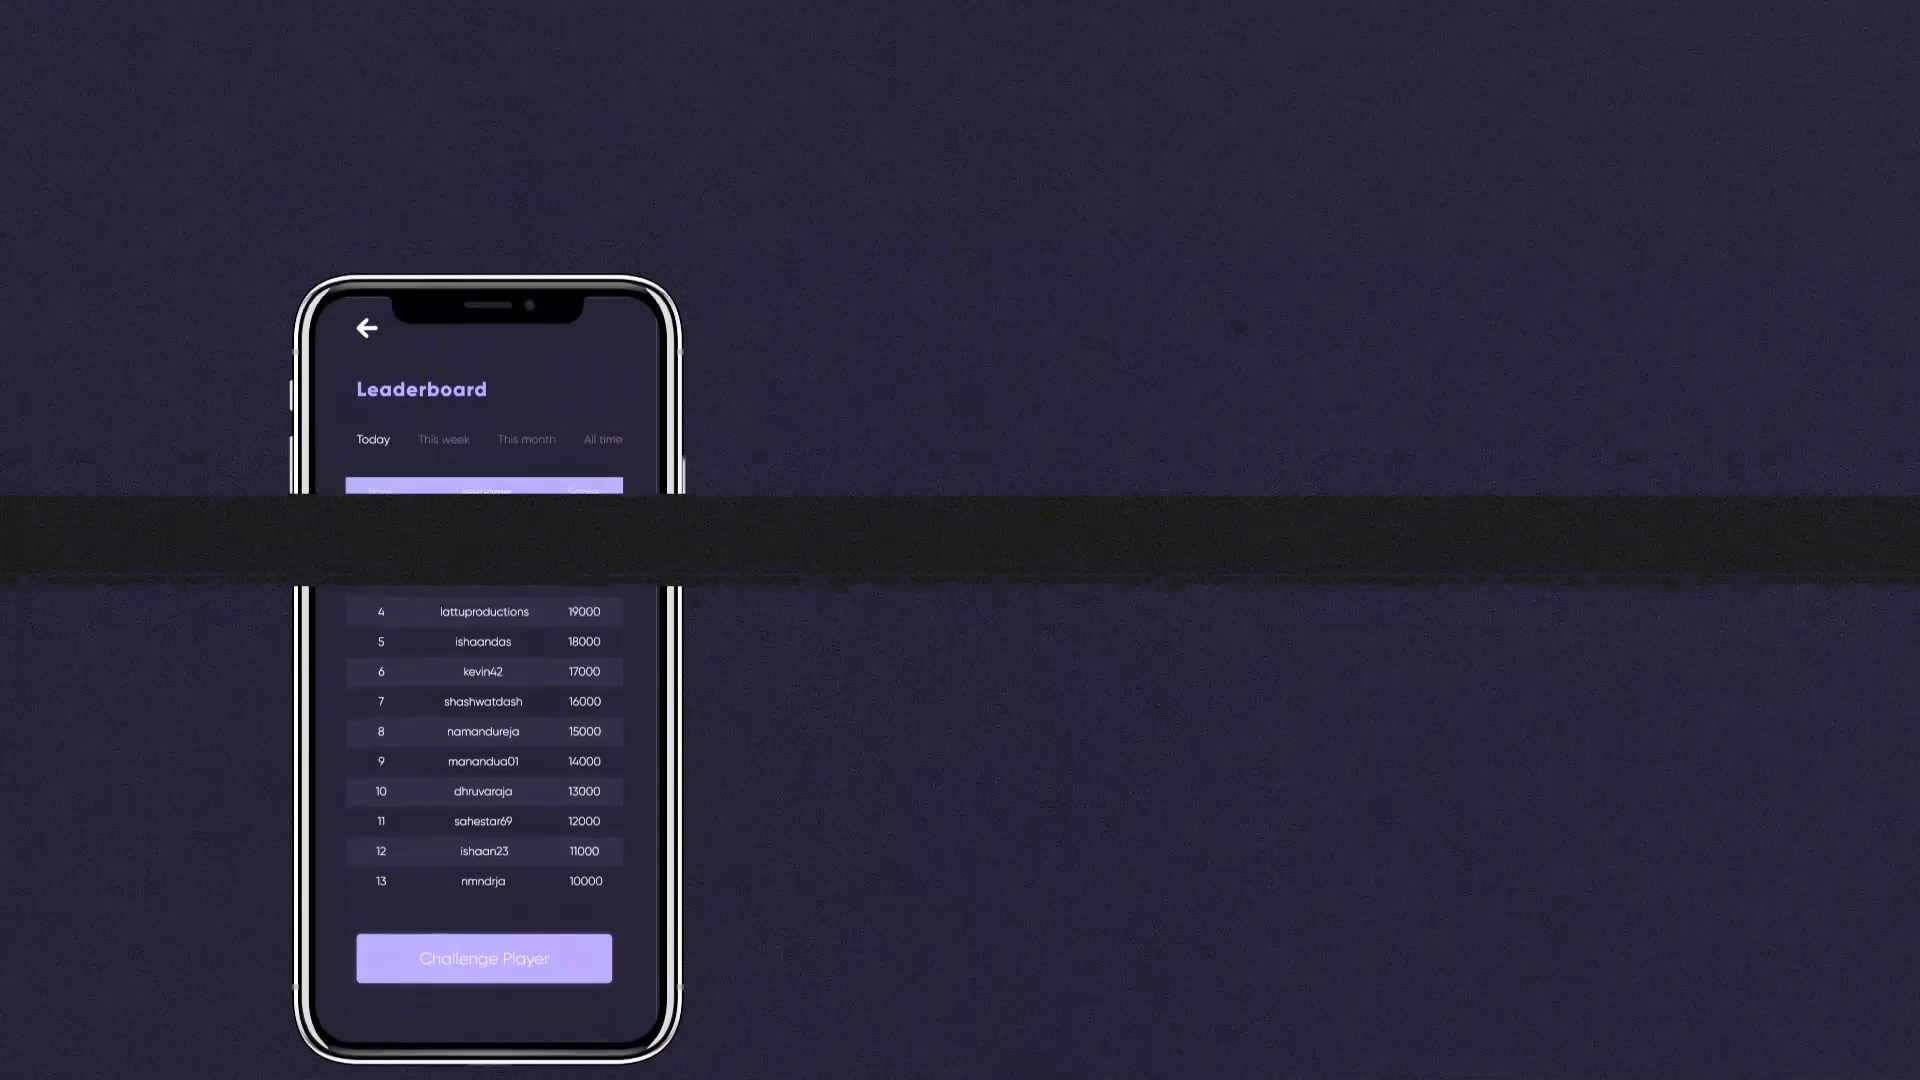 Leaderboard
Today This week This month All time
4 lattuproductions 19000
5 ishaandas 18000
6 kevin42 17000
7 shashwatdash 16000
8 namandureja 15000
9 manandua01 14000
10 dhruvaraja 13000
11 sahestar69 12000
12 ishaan23 11000
13 nmndrja 10000
Challenge Player